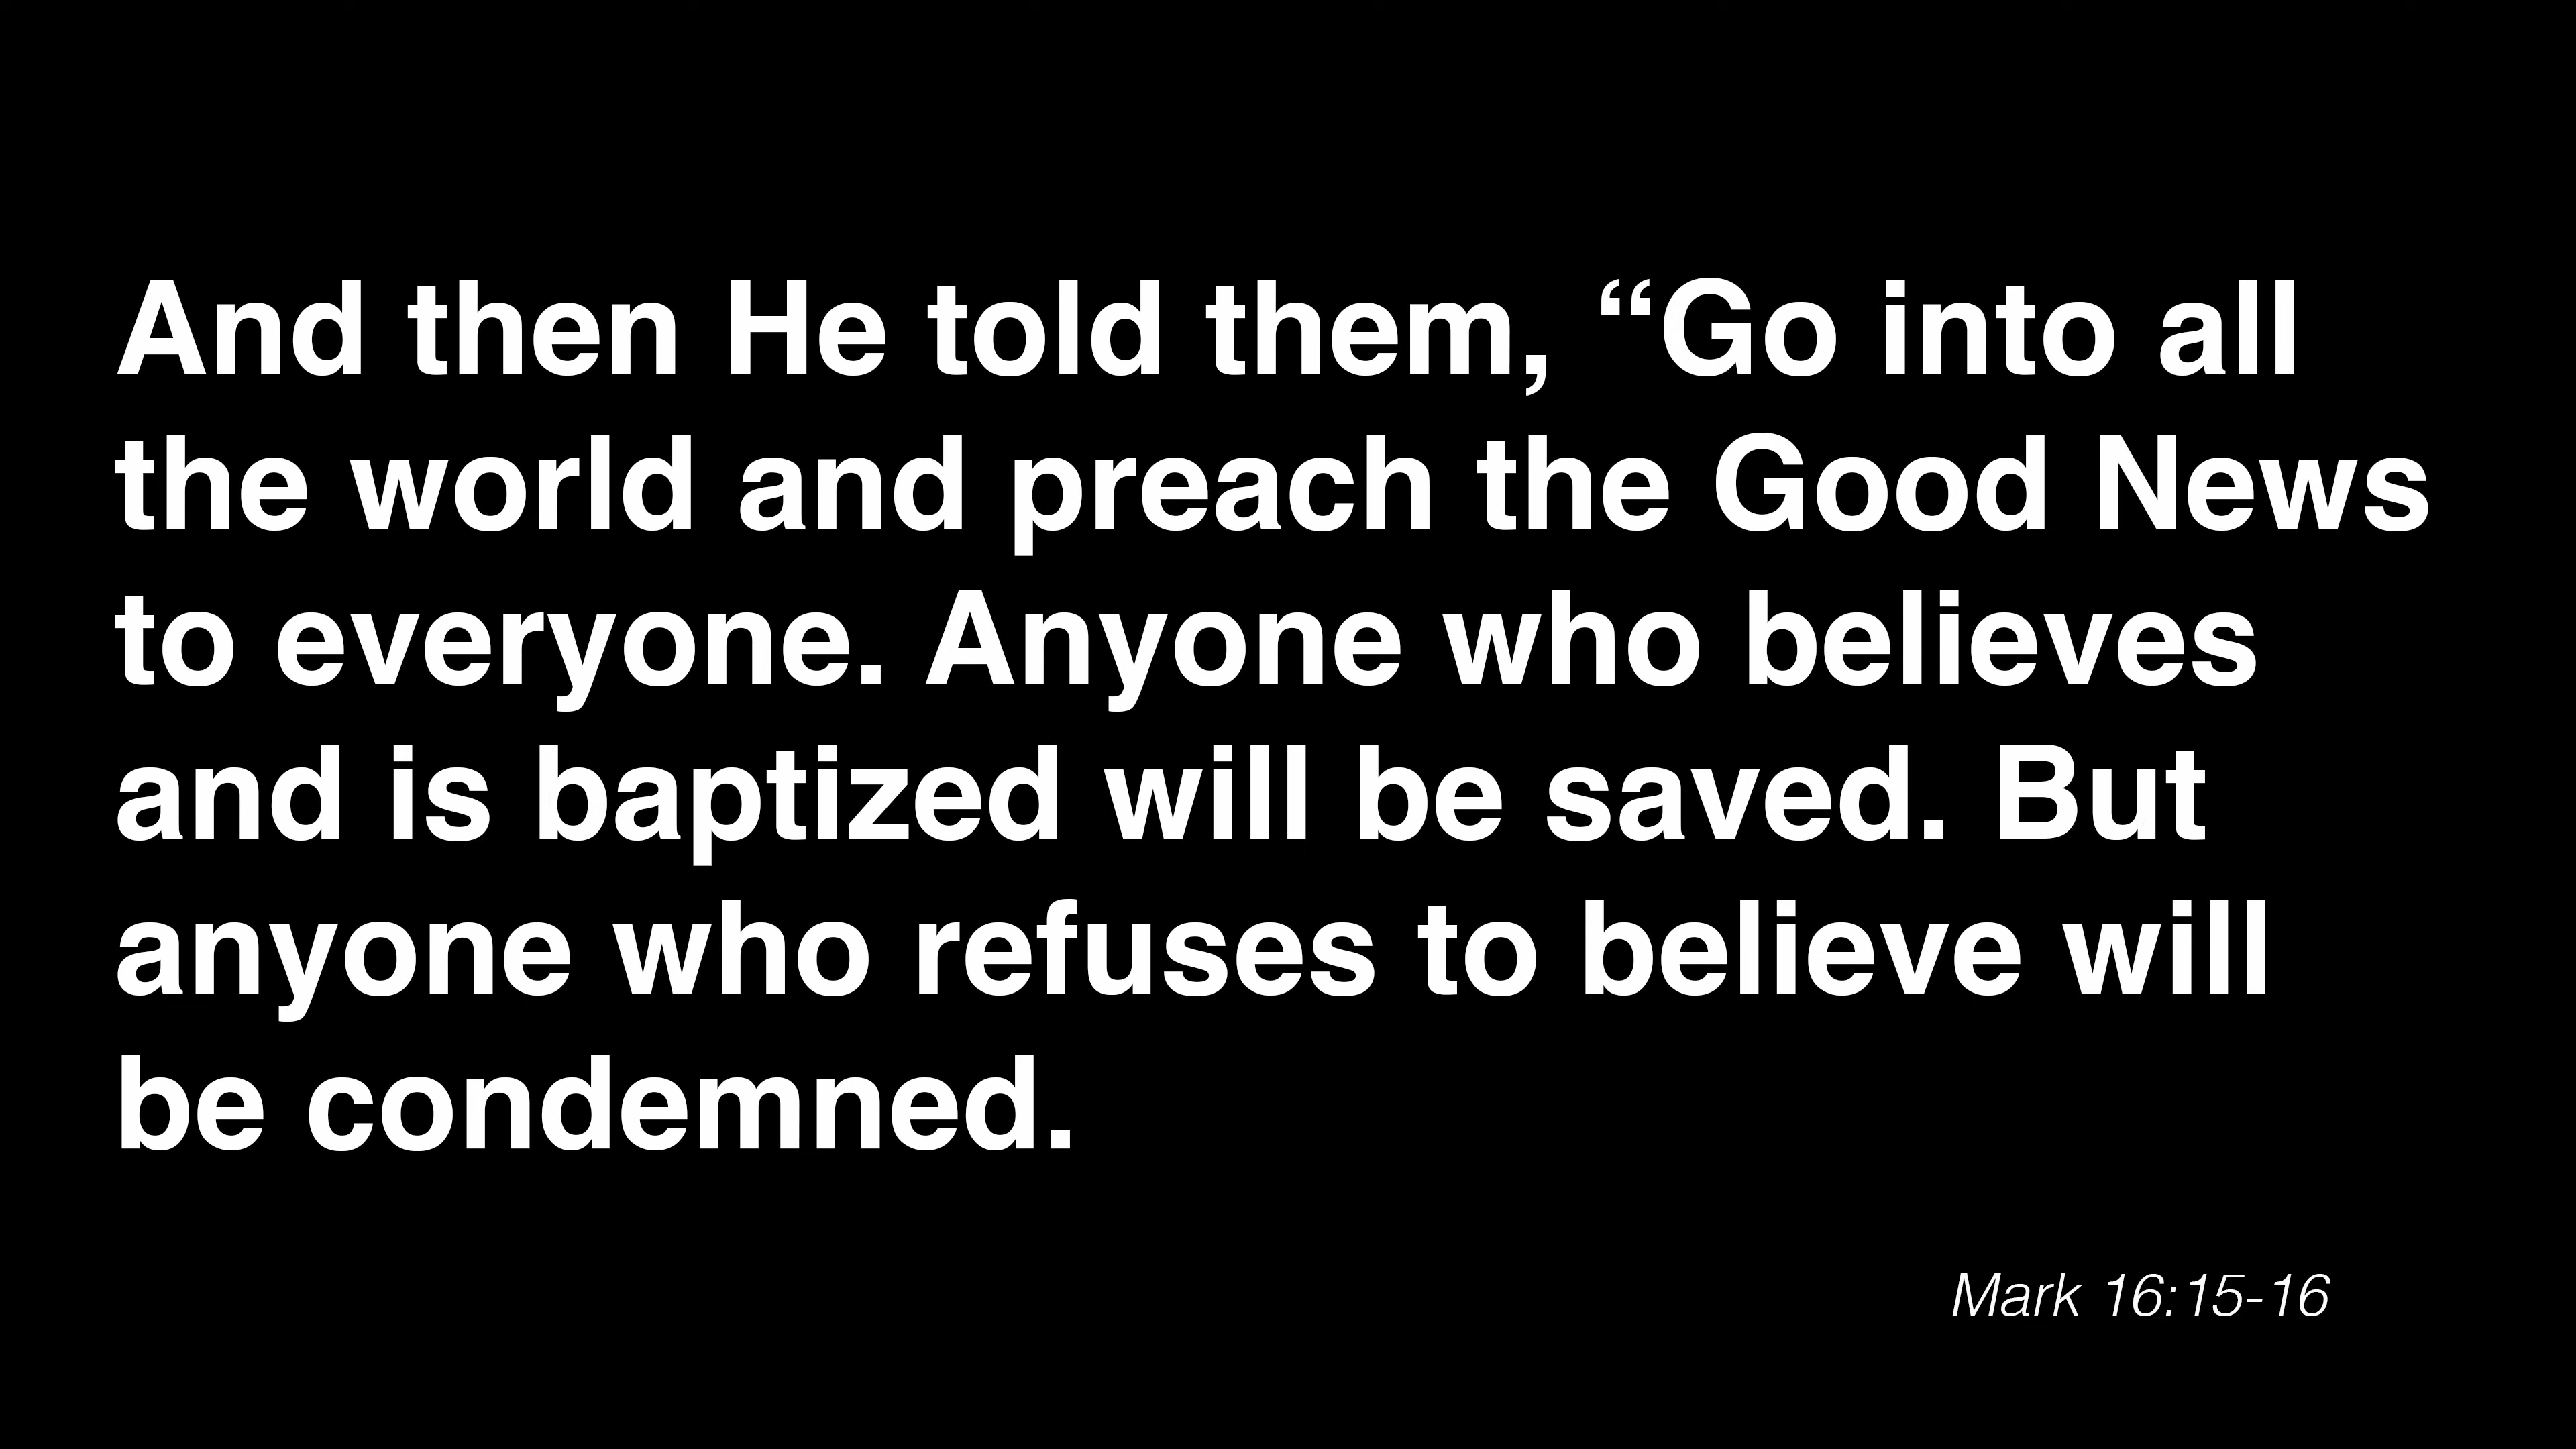 And then He told them, “Go into all
the world and preach the Good News
to everyone. Anyone who believes
and is baptized will be saved. But
anyone who refuses to believe will
be condemned.
Mark 16:15-16